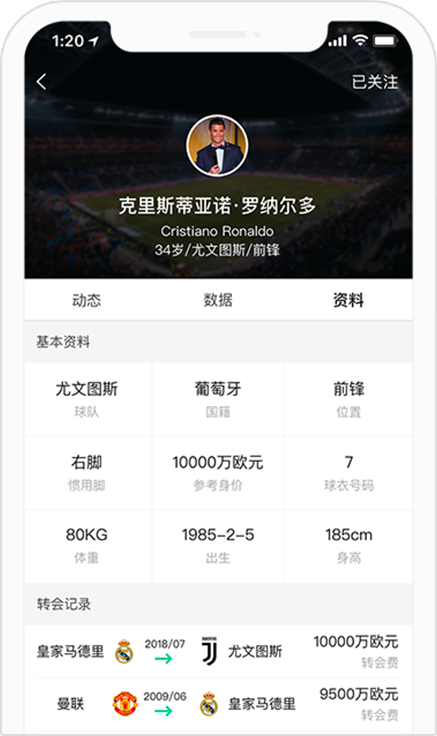 1:20
已关注
克里斯蒂亚诺·罗纳尔多
Cristiano Ronaldo
34岁/尤文图斯/前锋
动态 数据 资料
基本资料
尤文图斯 葡萄牙 前锋
球队 国籍 位置
右脚 10000万欧元 7
惯用脚 参考身价 球衣号码
80KG 1985-2-5 185cm
体重 出生 身高
转会记录
皇家马德里 2018/07 尤文图斯 10000万欧元
转会费
曼联 2009/06 皇家马德里 9500万欧元
转会费